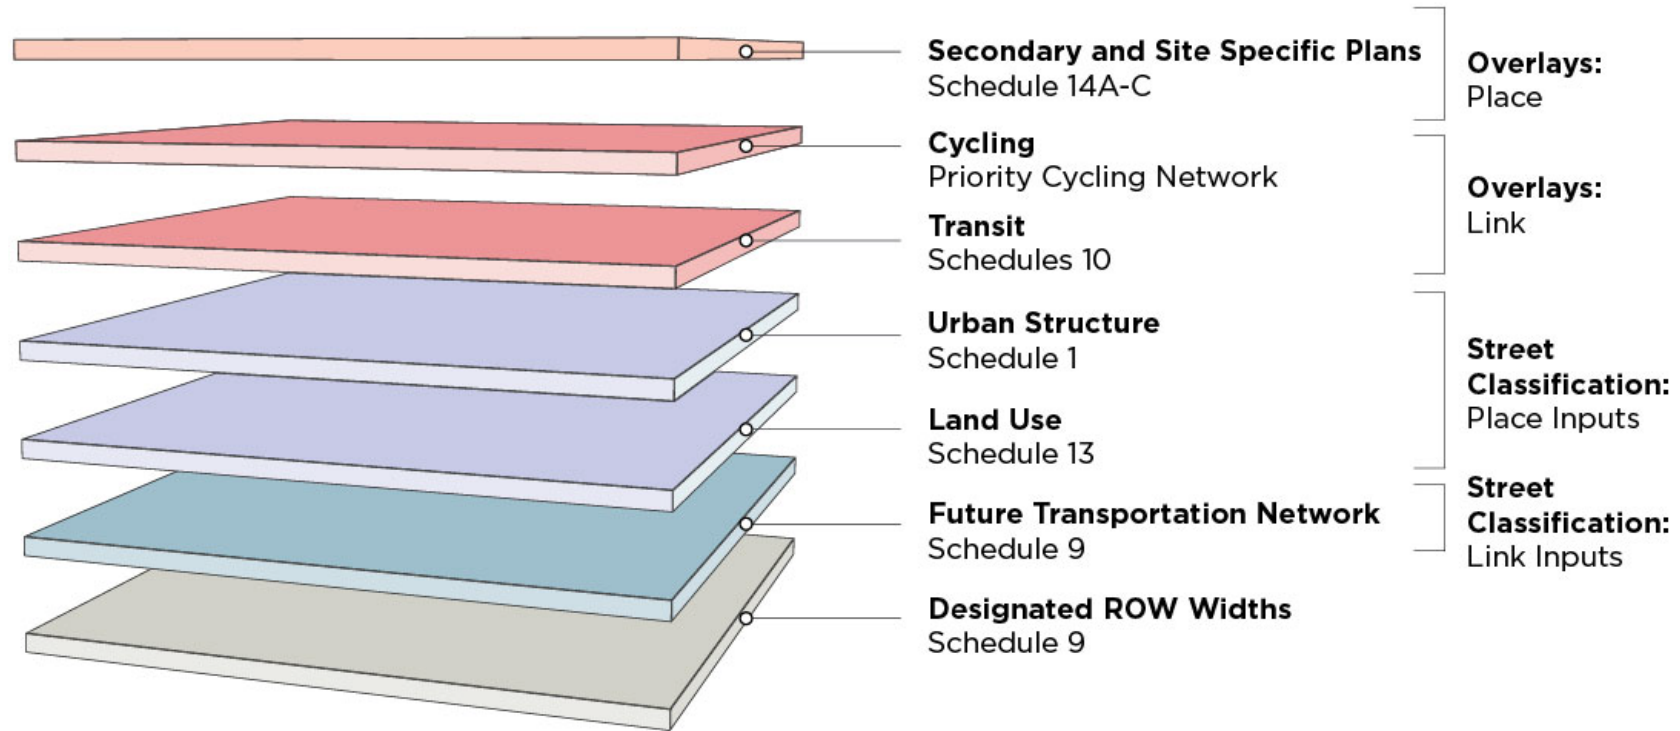 Secondary and Site Specific Plans
Schedule 14A-C
Overlays:
Place
Cycling
Priority Cycling Network
Transit
Schedules 10
Overlays:
Link
Urban Structure
Schedule 1
Land Use
Schedule 13
Street
Classification:
Place Inputs
Future Transportation Network
Schedule 9
Street
Classification:
Link Inputs
Designated ROW Widths
Schedule 9